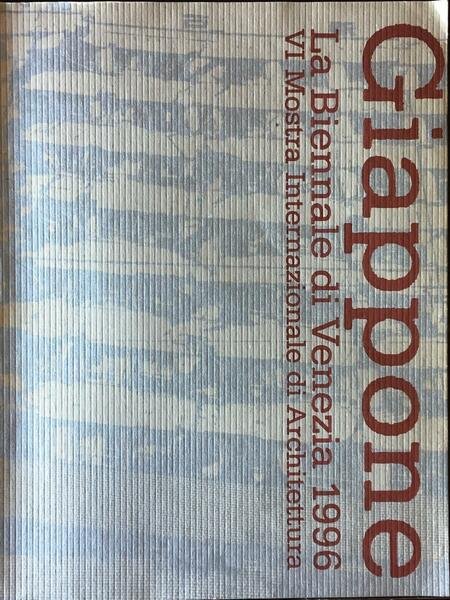 Giappone
La Biennale di Venezia 1996
VI Mostra Internazionale di Architettura